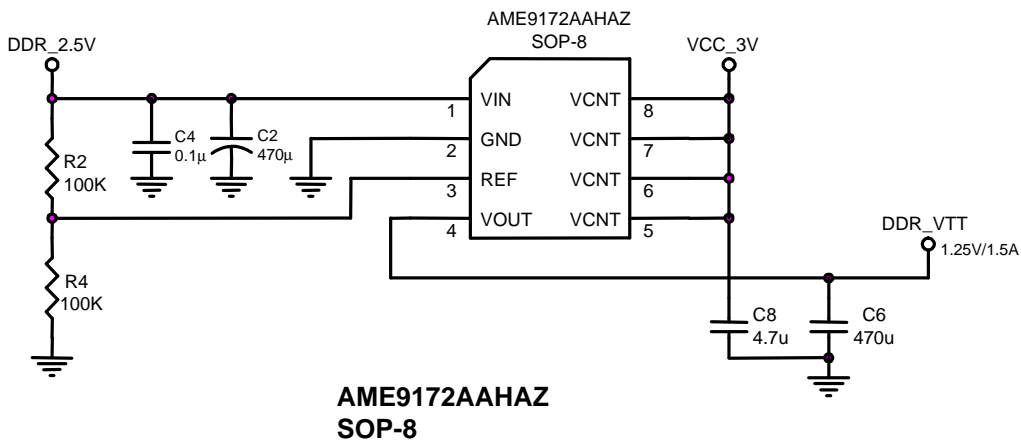 AME9172AAHAZ
SOP-8
DDR_2.5V
VCC_3V
VIN
VCNT
1
8
C4
0.1μ
C2
470μ
GND
VCNT
2
7
R2
100K
REF
VCNT
3
6
VOUT
VCNT
4
5
DDR_VTT
1.25V/1.5A
R4
100K
C8
4.7u
C6
470u
AME9172AAHAZ
SOP-8